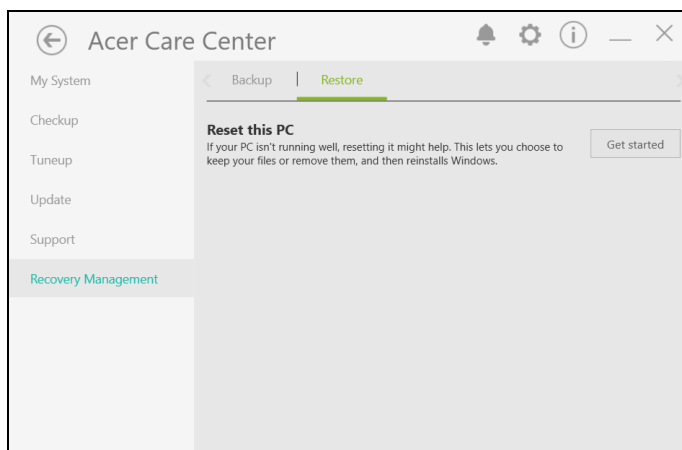 Acer Care Center
My System
Checkup
Tuneup
Update
Support
Recovery Management
Backup | Restore
Reset this PC
If your PC isn't running well, resetting it might help. This lets you choose to
keep your files or remove them, and then reinstalls Windows.
Get started